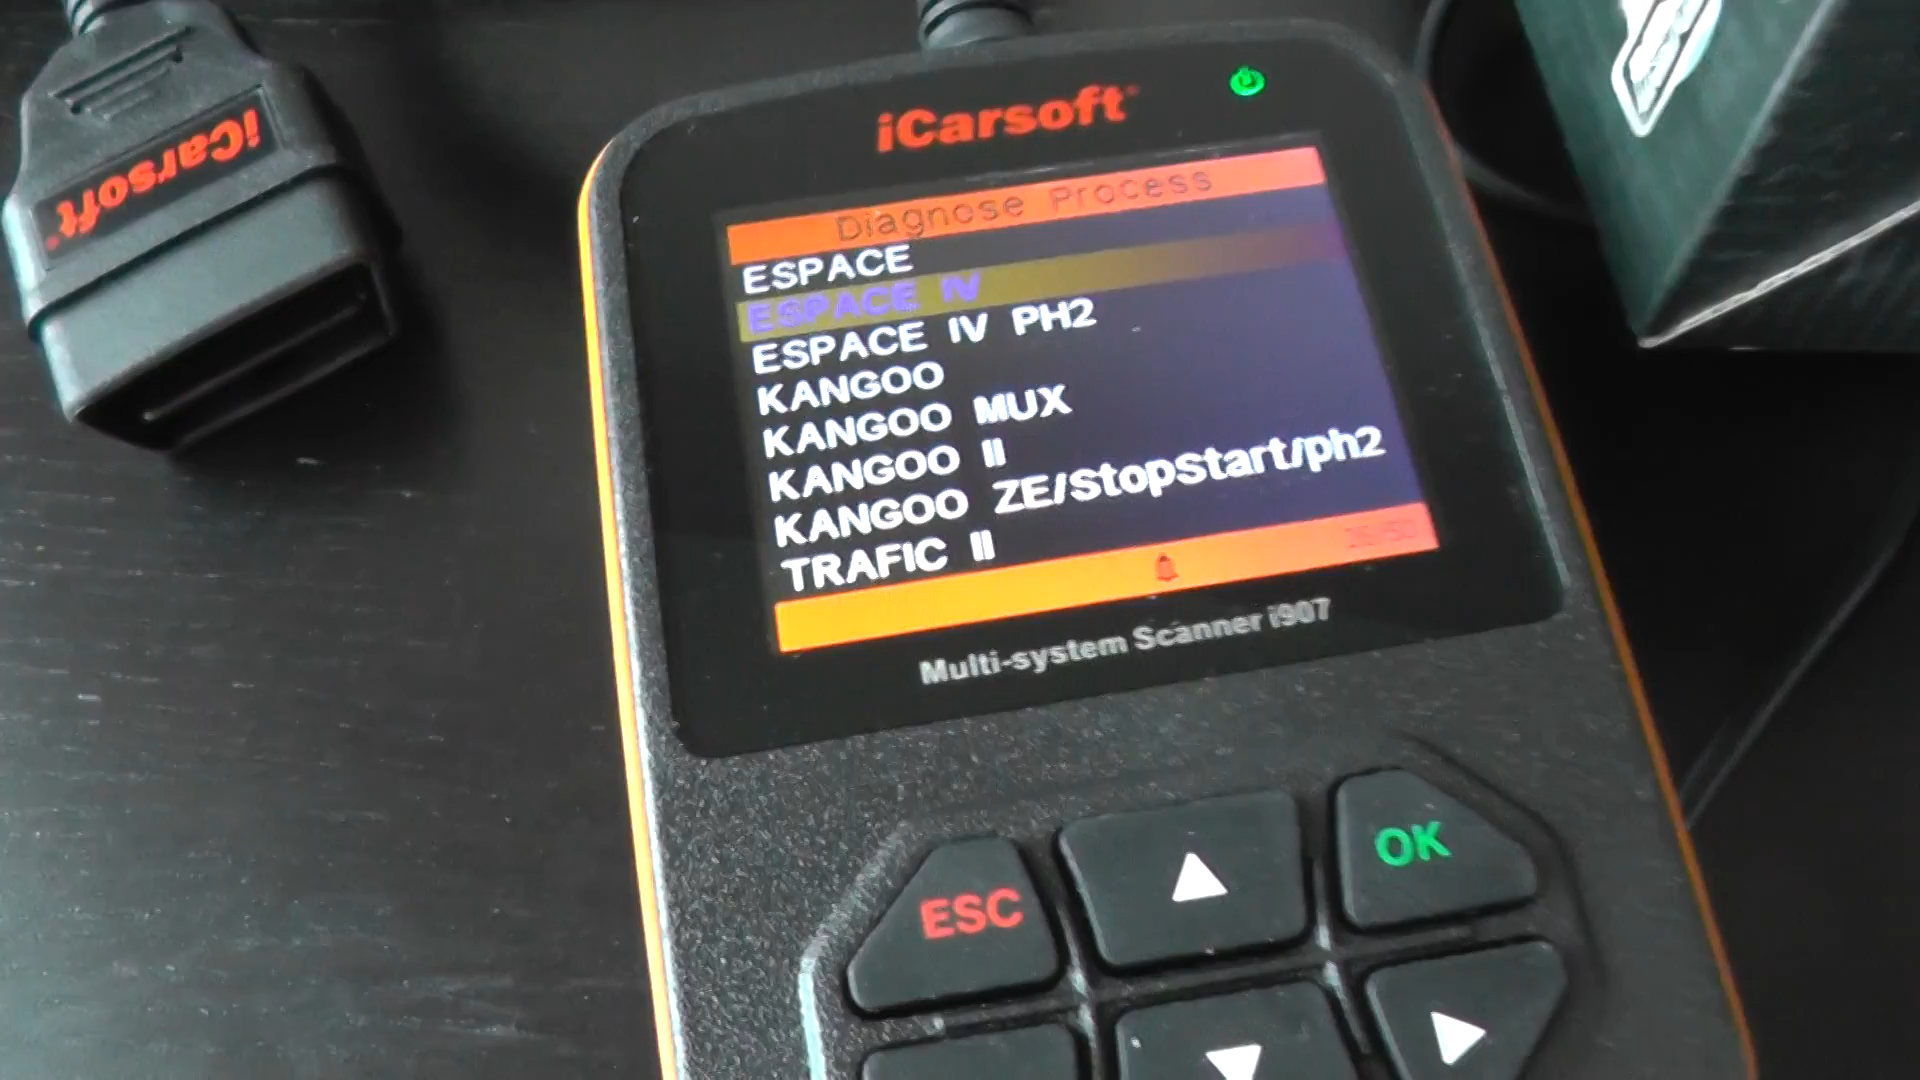 iCarsoft
iCarsoft
Diagnose Process
ESPACE
ESPACE IV
ESPACE IV PH2
KANGOO
KANGOO MUX
KANGOO II
KANGOO ZE/StopStart/ph2
TRAFIC II
Multi-system Scanner i907
ESC
OK